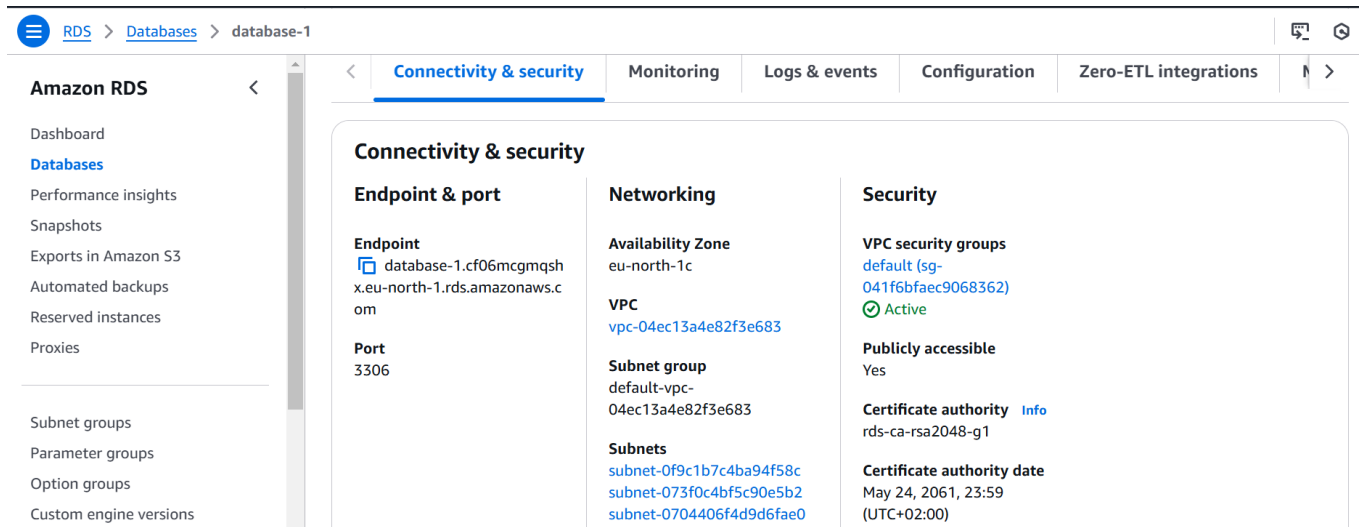 RDS > Databases > database-1
Amazon RDS
Dashboard
Databases
Performance insights
Snapshots
Exports in Amazon S3
Automated backups
Reserved instances
Proxies
Subnet groups
Parameter groups
Option groups
Custom engine versions
Connectivity & security
Monitoring
Logs & events
Configuration
Zero-ETL integrations
Connectivity & security
Endpoint & port
Endpoint
database-1.cf06mcgmqsh
x.eu-north-1.rds.amazonaws.c
om
Port
3306
Networking
Availability Zone
eu-north-1c
VPC
vpc-04ec13a4e82f3e683
Subnet group
default-vpc-
04ec13a4e82f3e683
Subnets
subnet-0f9c1b7c4ba94f58c
subnet-073f0c4bf5c90e5b2
subnet-0704406f4d9d6fae0
Security
VPC security groups
default (sg-
041f6bfaec9068362)
Active
Publicly accessible
Yes
Certificate authority Info
rds-ca-rsa2048-g1
Certificate authority date
May 24, 2061, 23:59
(UTC+02:00)